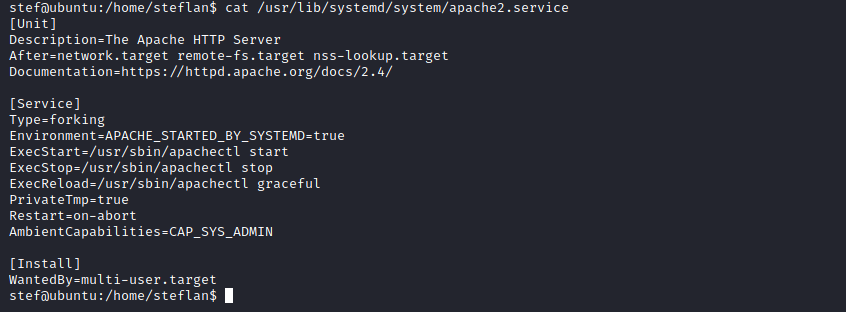 stef@ubuntu:/home/steflan$ cat /usr/lib/systemd/system/apache2.service
[Unit]
Description=The Apache HTTP Server
After=network.target remote-fs.target nss-lookup.target
Documentation=https://httpd.apache.org/docs/2.4/

[Service]
Type=forking
Environment=APACHE_STARTED_BY_SYSTEMD=true
ExecStart=/usr/sbin/apachectl start
ExecStop=/usr/sbin/apachectl stop
ExecReload=/usr/sbin/apachectl graceful
PrivateTmp=true
Restart=on-abort
AmbientCapabilities=CAP_SYS_ADMIN

[Install]
WantedBy=multi-user.target
stef@ubuntu:/home/steflan$